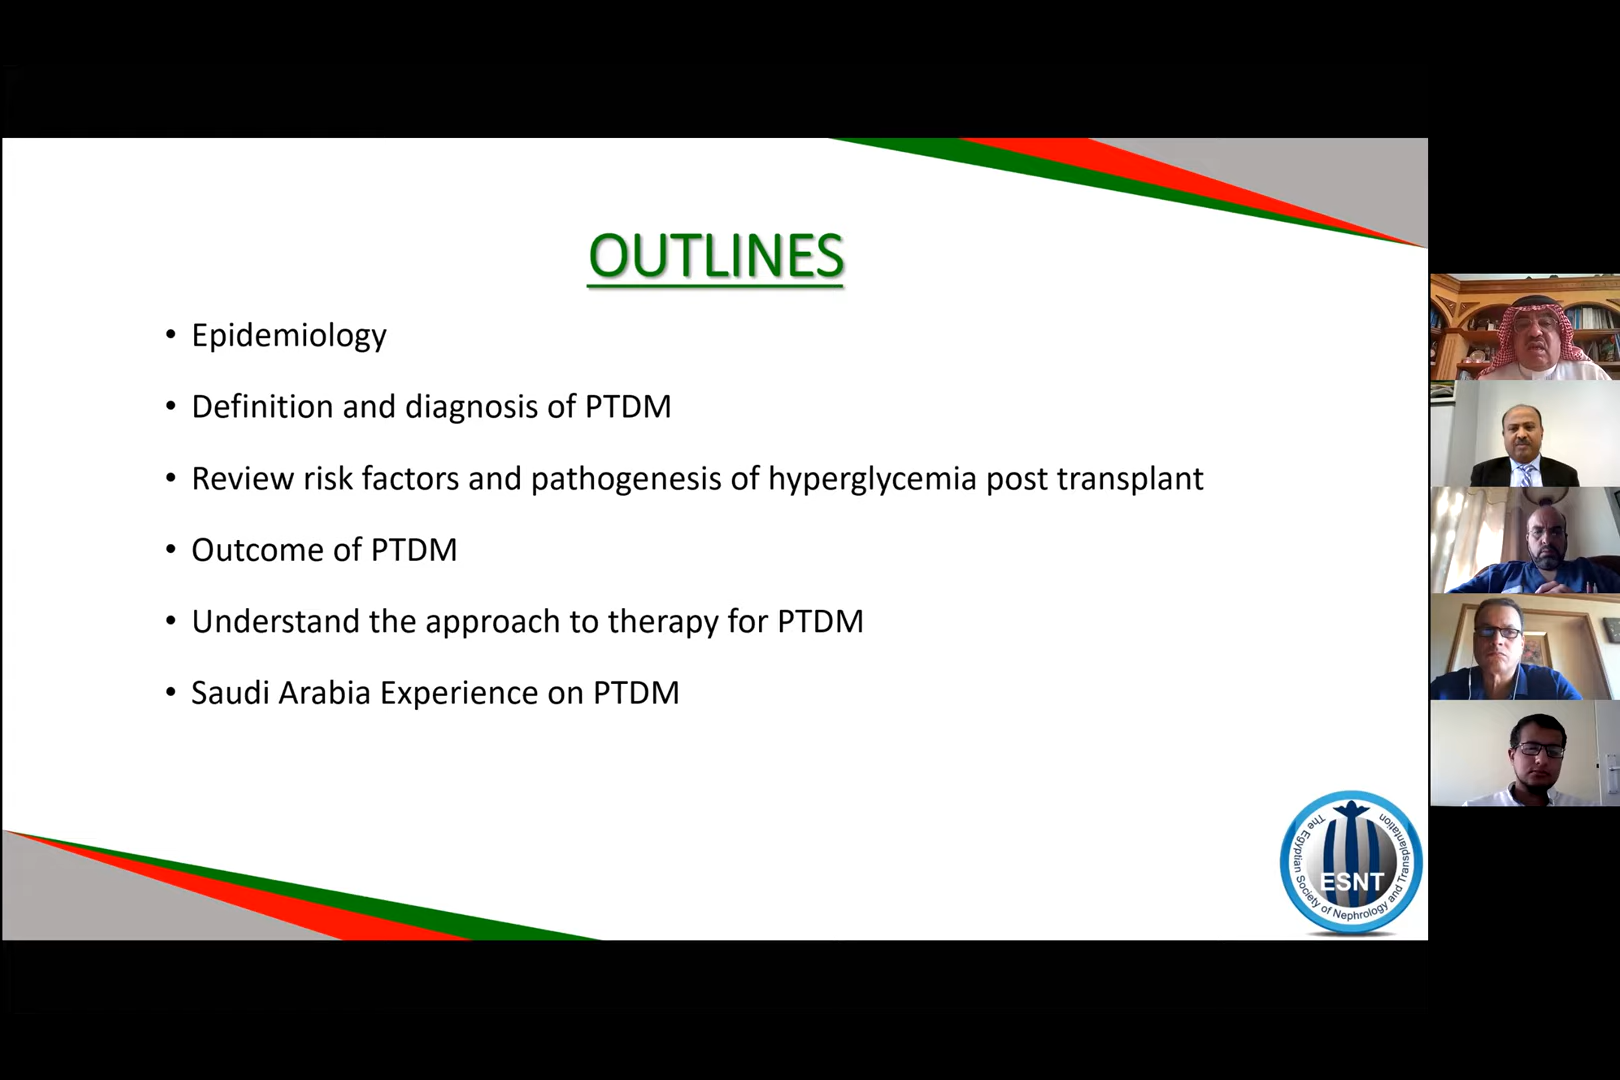 OUTLINES
• Epidemiology
• Definition and diagnosis of PTDM
• Review risk factors and pathogenesis of hyperglycemia post transplant
• Outcome of PTDM
• Understand the approach to therapy for PTDM
• Saudi Arabia Experience on PTDM
The Egyptian Society of Nephrology and Transplantation
ESNT